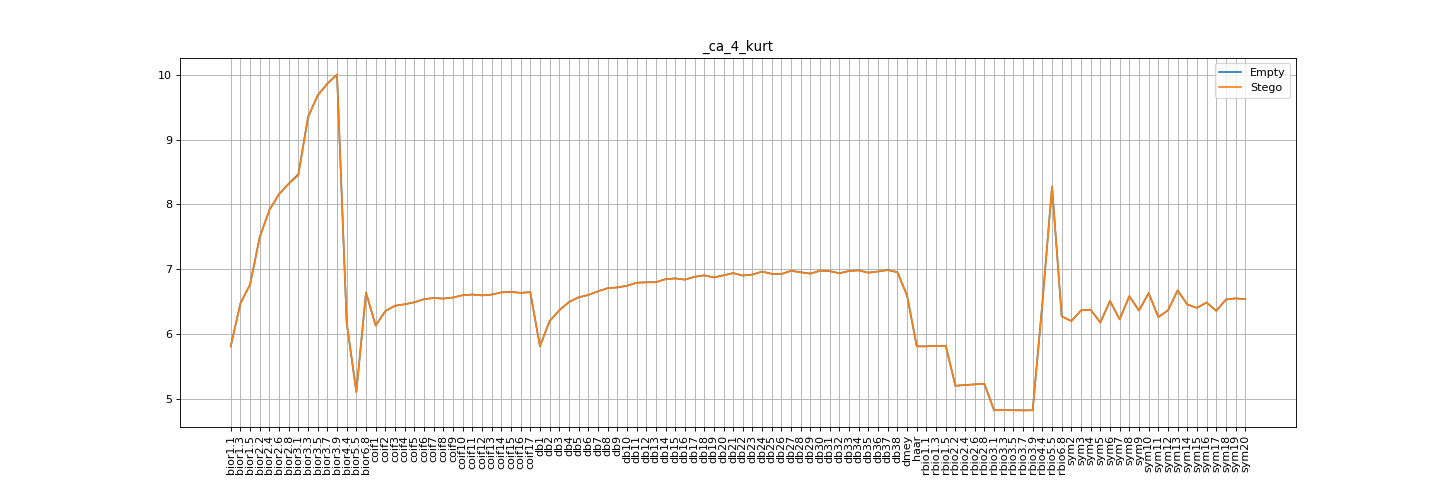 _ca_4_kurt
Empty
Stego
10
9
8
7
6
5
bior1.1
bior1.3
bior1.5
bior2.2
bior2.4
bior2.6
bior2.8
bior3.1
bior3.3
bior3.5
bior3.7
bior3.9
bior4.4
bior5.5
bior6.8
coif1
coif2
coif3
coif4
coif5
coif6
coif7
coif8
coif9
coif10
coif11
coif12
coif13
coif14
coif15
coif16
coif17
db1
db2
db3
db4
db5
db6
db7
db8
db9
db10
db11
db12
db13
db14
db15
db16
db17
db18
db19
db20
db21
db22
db23
db24
db25
db26
db27
db28
db29
db30
db31
db32
db33
db34
db35
db36
db37
db38
dmey
haar
rbio1.1
rbio1.3
rbio1.5
rbio2.2
rbio2.4
rbio2.6
rbio2.8
rbio3.1
rbio3.3
rbio3.5
rbio3.7
rbio3.9
rbio4.4
rbio5.5
rbio6.8
sym2
sym3
sym4
sym5
sym6
sym7
sym8
sym9
sym10
sym11
sym12
sym13
sym14
sym15
sym16
sym17
sym18
sym19
sym20